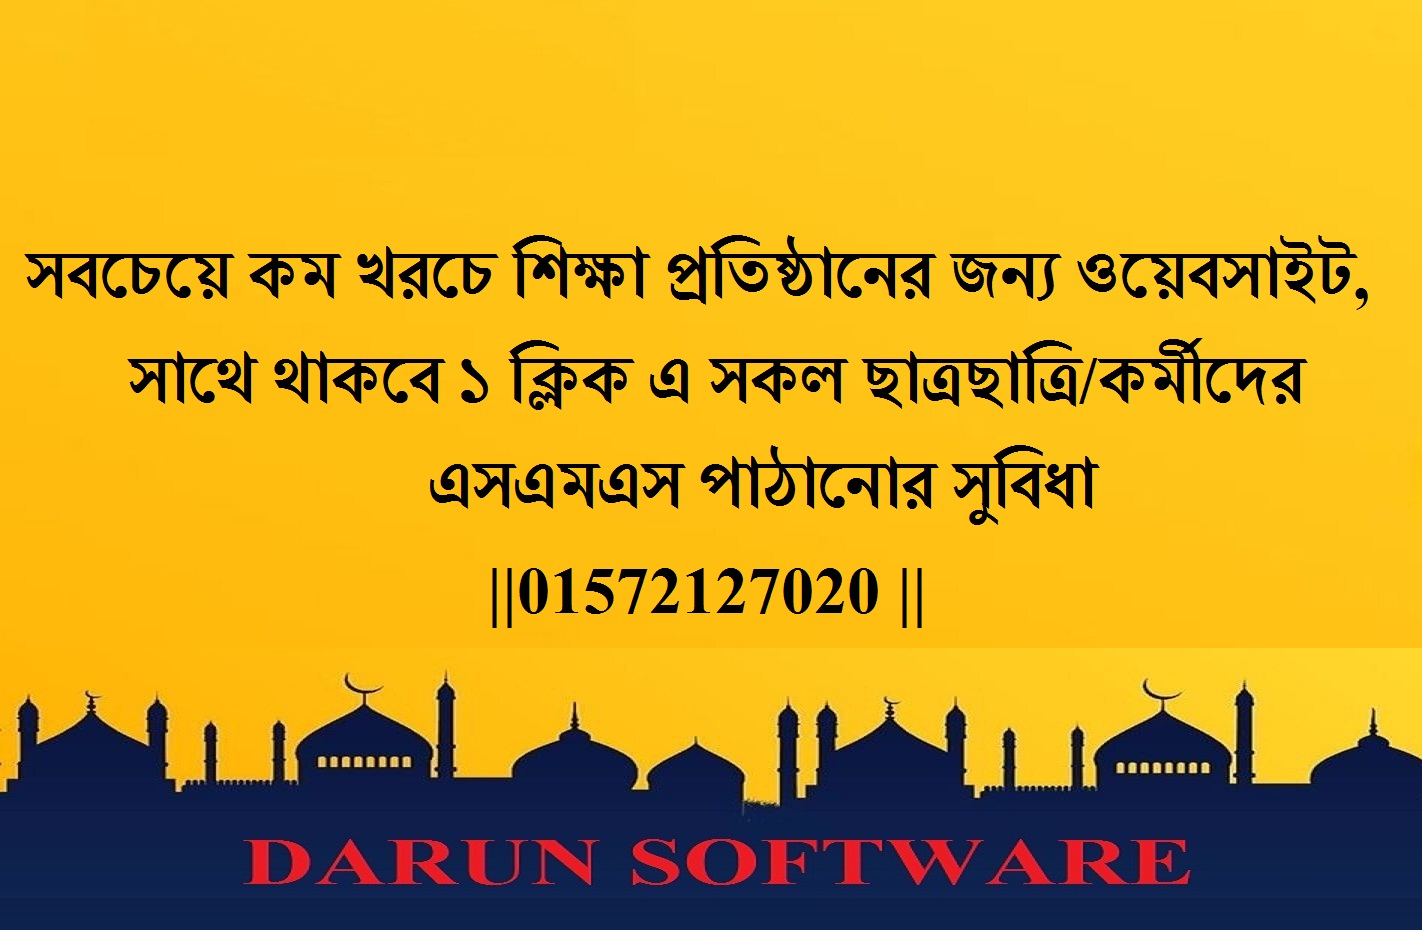 সবচেয়ে কম খরচে শিক্ষা প্রতিষ্ঠানের জন্য ওয়েবসাইট,
সাথে থাকবে ১ ক্লিক এ সকল ছাত্রছাত্রি/কর্মীদের
এসএমএস পাঠানোর সুবিধা
||01572127020 ||
DARUN SOFTWARE